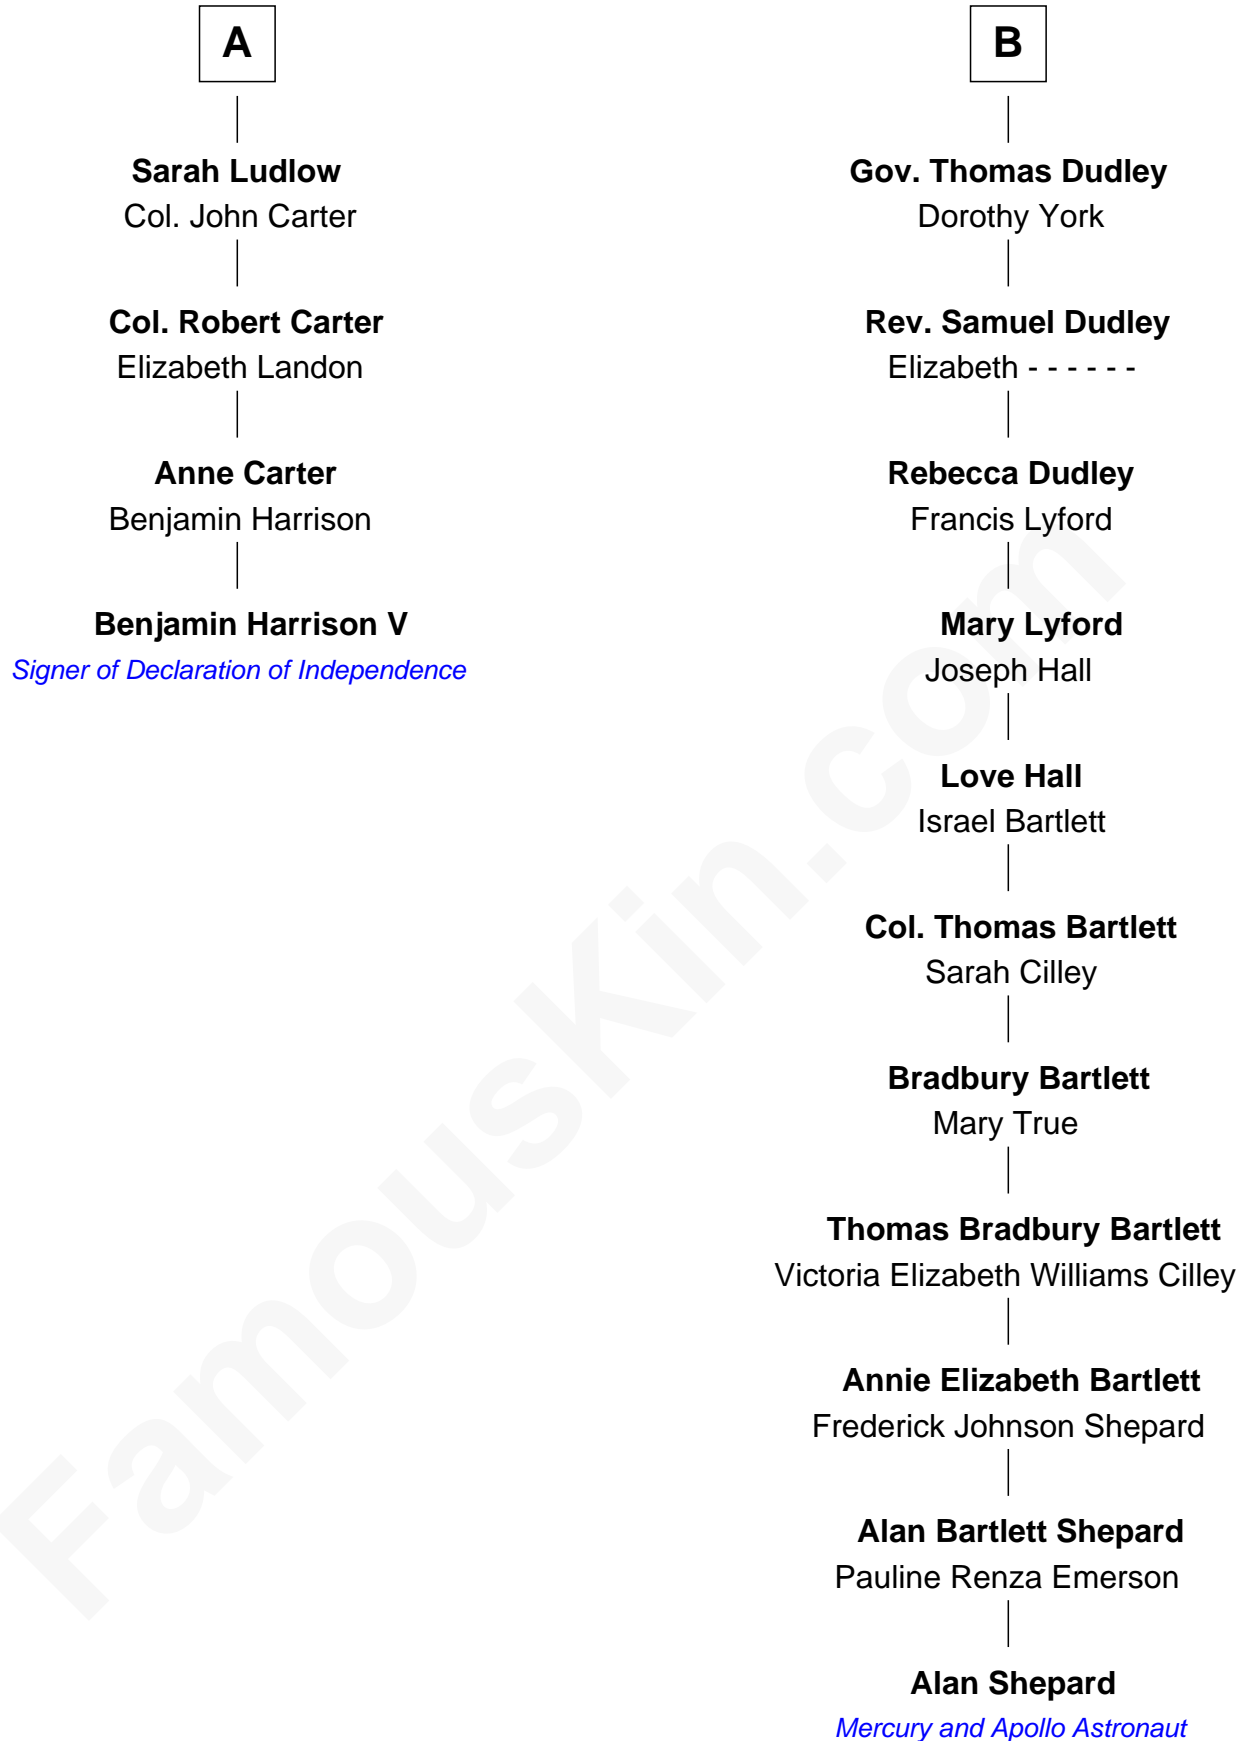 A
Sarah Ludlow
Col. John Carter
Col. Robert Carter
Elizabeth Landon
Anne Carter
Benjamin Harrison
Benjamin Harrison V
Signer of Declaration of Independence
B
Gov. Thomas Dudley
Dorothy York
Rev. Samuel Dudley
Elizabeth - - - - - -
Rebecca Dudley
Francis Lyford
Mary Lyford
Joseph Hall
Love Hall
Israel Bartlett
Col. Thomas Bartlett
Sarah Cilley
Bradbury Bartlett
Mary True
Thomas Bradbury Bartlett
Victoria Elizabeth Williams Cilley
Annie Elizabeth Bartlett
Frederick Johnson Shepard
Alan Bartlett Shepard
Pauline Renza Emerson
Alan Shepard
Mercury and Apollo Astronaut
FamousKin.com